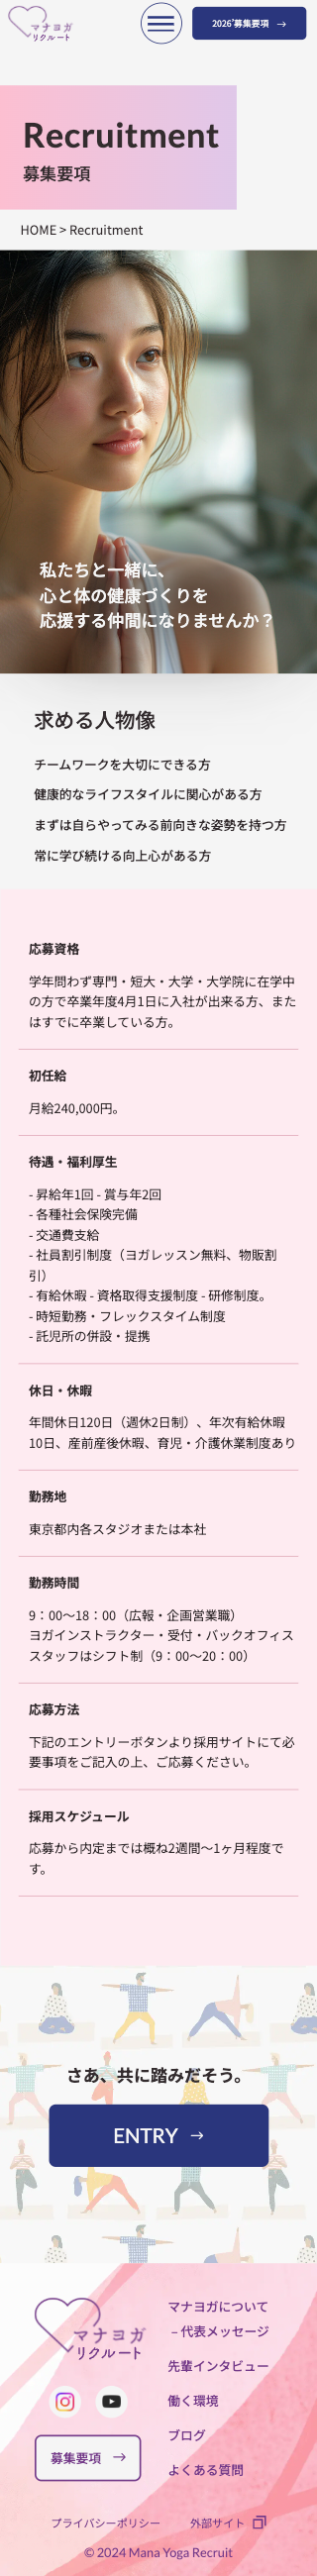 マナヨガ
リクルート
2026'募集要項 →
Recruitment
募集要項
HOME > Recruitment
私たちと一緒に、
心と体の健康づくりを
応援する仲間になりませんか？
求める人物像
チームワークを大切にできる方
健康的なライフスタイルに関心がある方
まずは自らやってみる前向きな姿勢を持つ方
常に学び続ける向上心がある方
応募資格
学年問わず専門・短大・大学・大学院に在学中
の方で卒業年度4月1日に入社が出来る方、また
はすでに卒業している方。
初任給
月給240,000円。
待遇・福利厚生
- 昇給年1回 - 賞与年2回
- 各種社会保険完備
- 交通費支給
- 社員割引制度（ヨガレッスン無料、物販割
引）
- 有給休暇 - 資格取得支援制度 - 研修制度。
- 時短勤務・フレックスタイム制度
- 託児所の併設・提携
休日・休暇
年間休日120日（週休2日制）、年次有給休暇
10日、産前産後休暇、育児・介護休業制度あり
勤務地
東京都内各スタジオまたは本社
勤務時間
9：00〜18：00（広報・企画営業職）
ヨガインストラクター・受付・バックオフィス
スタッフはシフト制（9：00〜20：00）
応募方法
下記のエントリーボタンより採用サイトにて必
要事項をご記入の上、ご応募ください。
採用スケジュール
応募から内定までは概ね2週間〜1ヶ月程度で
す。
さあ、共に踏みだそう。
ENTRY →
マナヨガ
リクルート
募集要項 →
マナヨガについて
－代表メッセージ
先輩インタビュー
働く環境
ブログ
よくある質問
プライバシーポリシー 外部サイト
© 2024 Mana Yoga Recruit